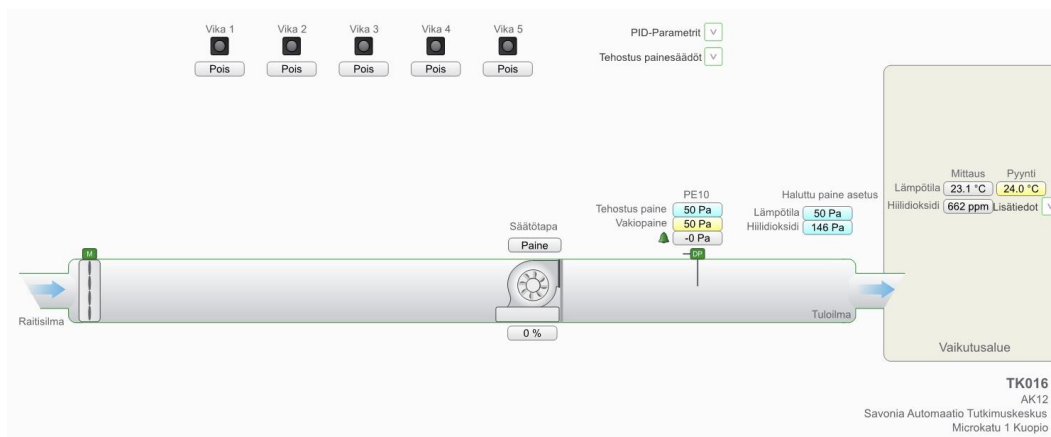 Vika 1 Vika 2 Vika 3 Vika 4 Vika 5
Pois Pois Pois Pois Pois
PID-Parametrit
Tehostus painesäädöt
Mittaus Pyynti
Lämpötila 23.1 °C 24.0 °C
Hiilidioksidi 662 ppm Lisätiedot
PE10
Tehostus paine 50 Pa
Vakiopaine 50 Pa
-0 Pa
DP
Haluttu paine asetus
Lämpötila 50 Pa
Hiilidioksidi 146 Pa
Säätötapa
Paine
0 %
M
Raitisilma
Tuloilma
Vaikutusalue
TK016
AK12
Savonia Automaatio Tutkimuskeskus
Microkatu 1 Kuopio